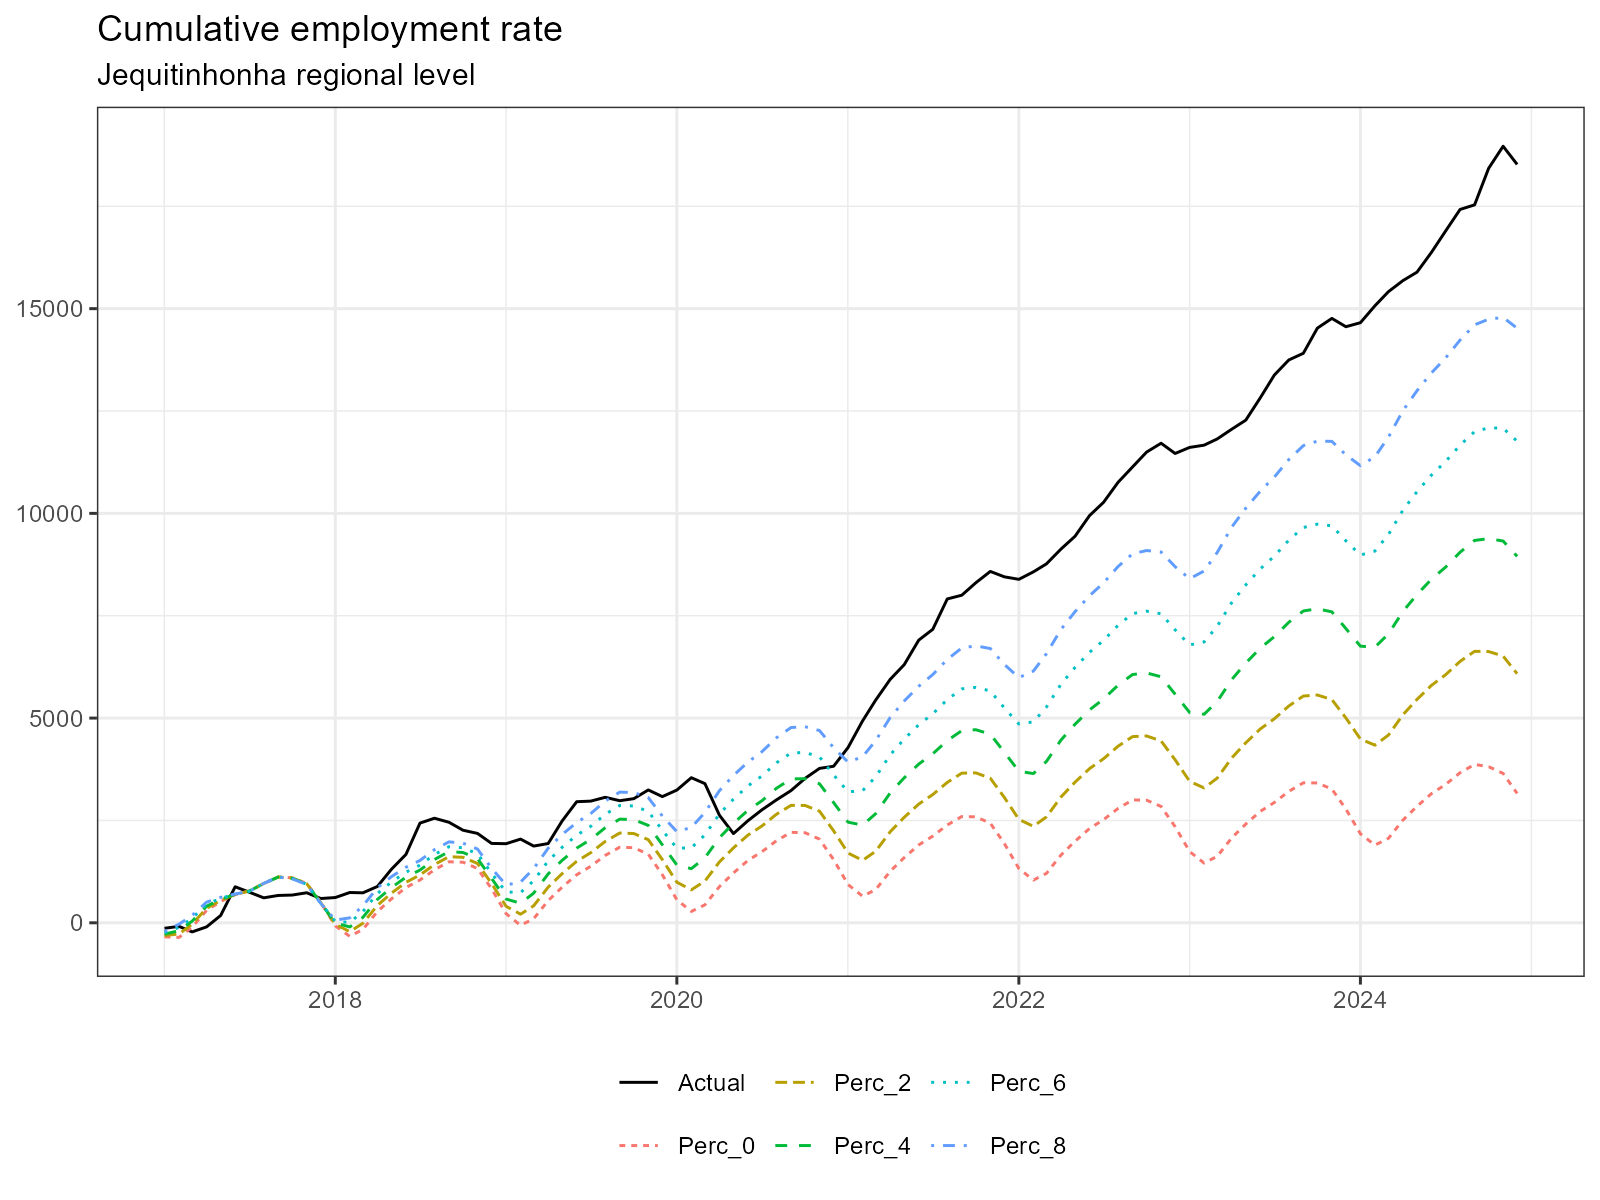 Cumulative employment rate
Jequitinhonha regional level
15000
10000
5000
0
2018 2020 2022 2024
Actual Perc_2 Perc_6
Perc_0 Perc_4 Perc_8